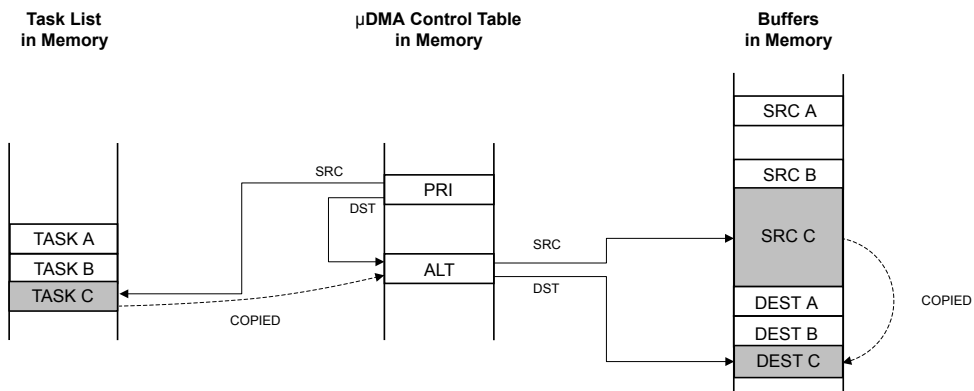 Task List
in Memory
µDMA Control Table
in Memory
Buffers
in Memory
SRC A
SRC B
SRC C
DEST A
DEST B
DEST C
SRC
PRI
DST
ALT
SRC
DST
TASK A
TASK B
TASK C
COPIED
COPIED